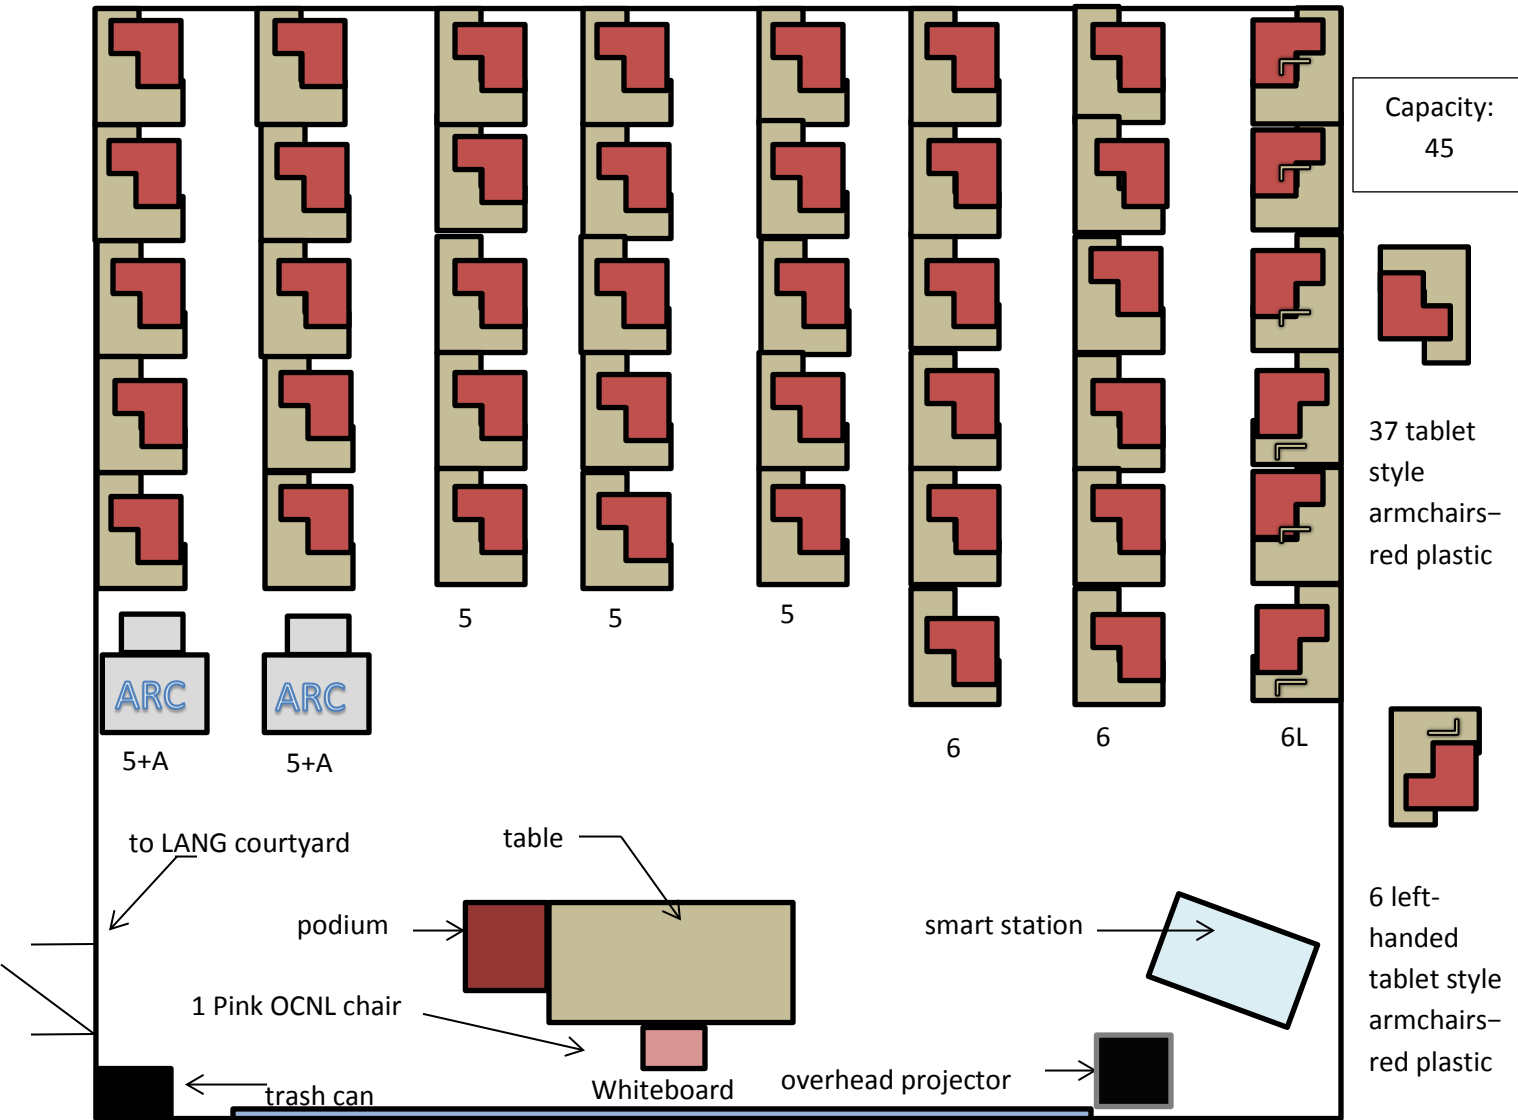 Capacity:
45
37 tablet
style
armchairs–
red plastic
5
5
5
ARC
ARC
5+A
5+A
6
6
6L
to LANG courtyard
table
podium
smart station
1 Pink OCNL chair
6 left-
handed
tablet style
armchairs–
red plastic
Whiteboard
overhead projector
trash can